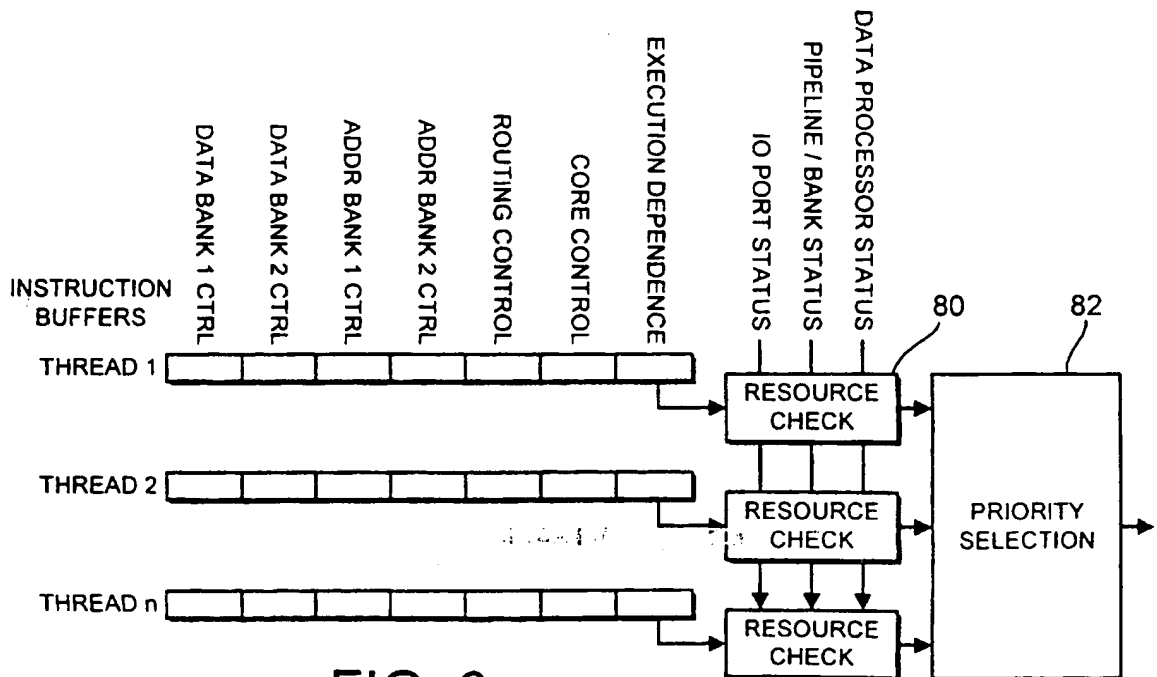 DATA BANK 1 CTRL
DATA BANK 2 CTRL
ADDR BANK 1 CTRL
ADDR BANK 2 CTRL
ROUTING CONTROL
CORE CONTROL
EXECUTION DEPENDENCE
IO PORT STATUS
PIPELINE / BANK STATUS
DATA PROCESSOR STATUS
INSTRUCTION
BUFFERS
THREAD 1
THREAD 2
THREAD n
80
82
RESOURCE
CHECK
RESOURCE
CHECK
RESOURCE
CHECK
PRIORITY
SELECTION